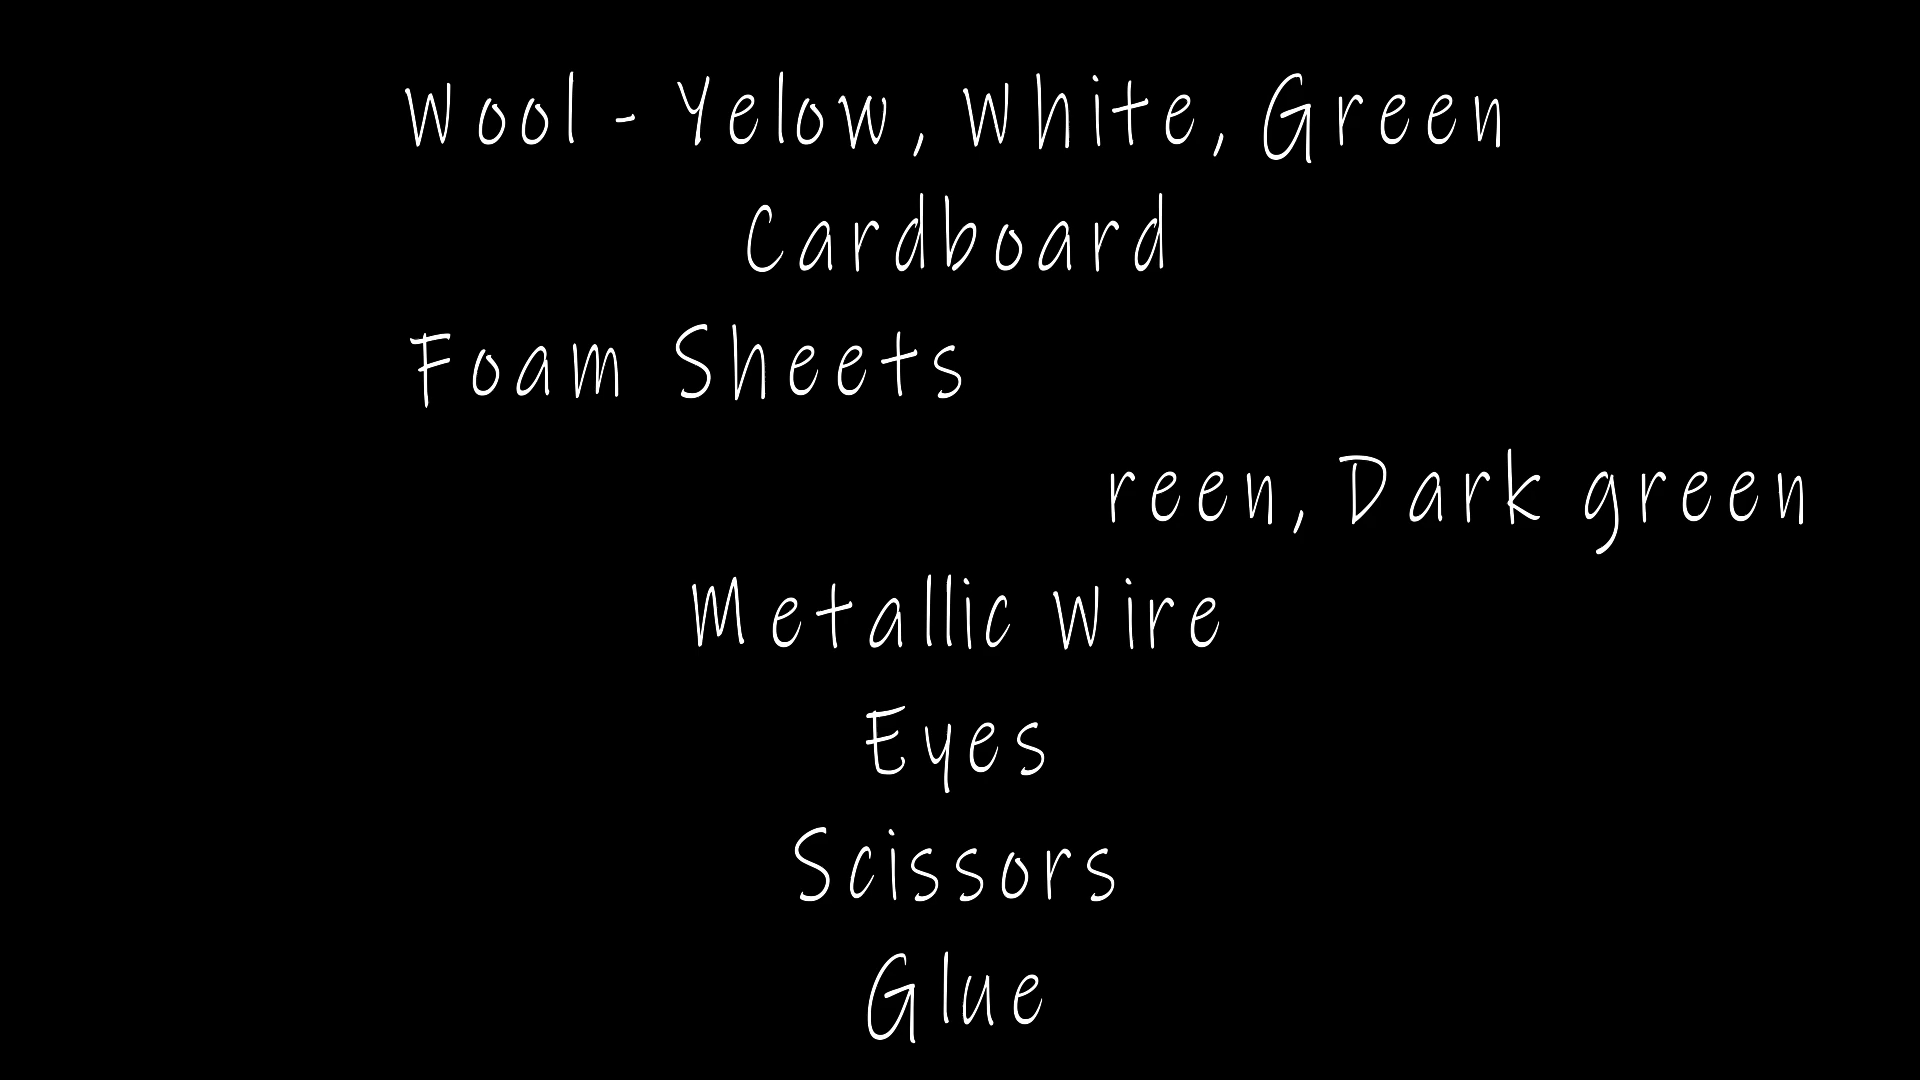 Wool - Yelow, White, Green
Cardboard
Foam Sheets
reen, Dark green
Metallic Wire
Eyes
Scissors
Glue